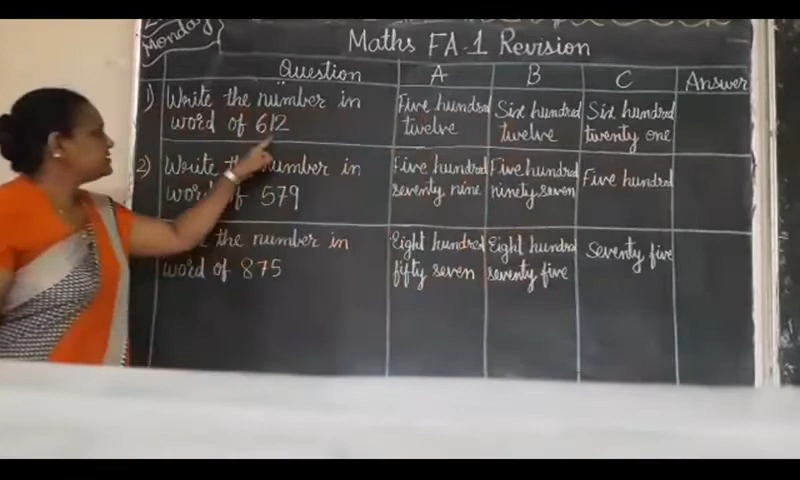 Monday
Maths FA-1 Revision
Question A B C Answer
1) Write the number in word of 612
Five hundred twelve
Six hundred twelve
Six hundred twenty one
2) Write the number in word of 579
Five hundred seventy nine
Five hundred ninety seven
Five hundred
the number in word of 875
Eight hundred fifty seven
Eight hundred seventy five
Seventy five